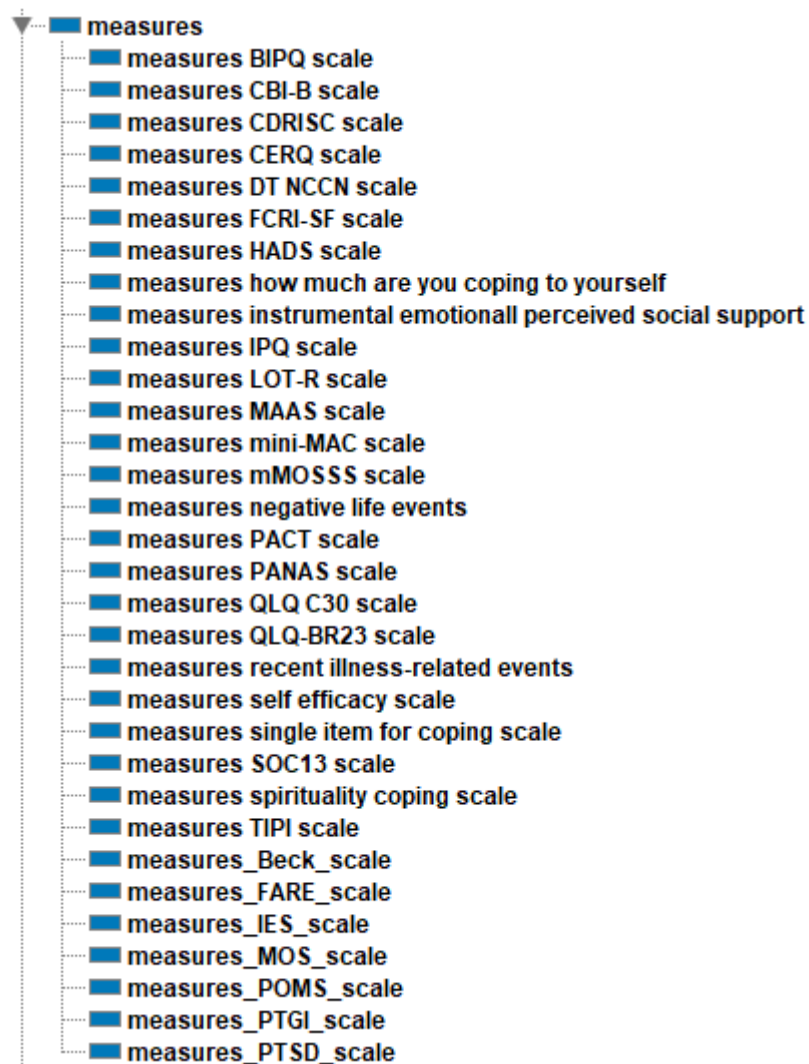 measures
measures BIPQ scale
measures CBI-B scale
measures CDRISC scale
measures CERQ scale
measures DT NCCN scale
measures FCRI-SF scale
measures HADS scale
measures how much are you coping to yourself
measures instrumental emotionall perceived social support
measures IPQ scale
measures LOT-R scale
measures MAAS scale
measures mini-MAC scale
measures mMOSSS scale
measures negative life events
measures PACT scale
measures PANAS scale
measures QLQ C30 scale
measures QLQ-BR23 scale
measures recent illness-related events
measures self efficacy scale
measures single item for coping scale
measures SOC13 scale
measures spirituality coping scale
measures TIPI scale
measures_Beck_scale
measures_FARE_scale
measures_IES_scale
measures_MOS_scale
measures_POMS_scale
measures_PTGI_scale
measures_PTSD_scale